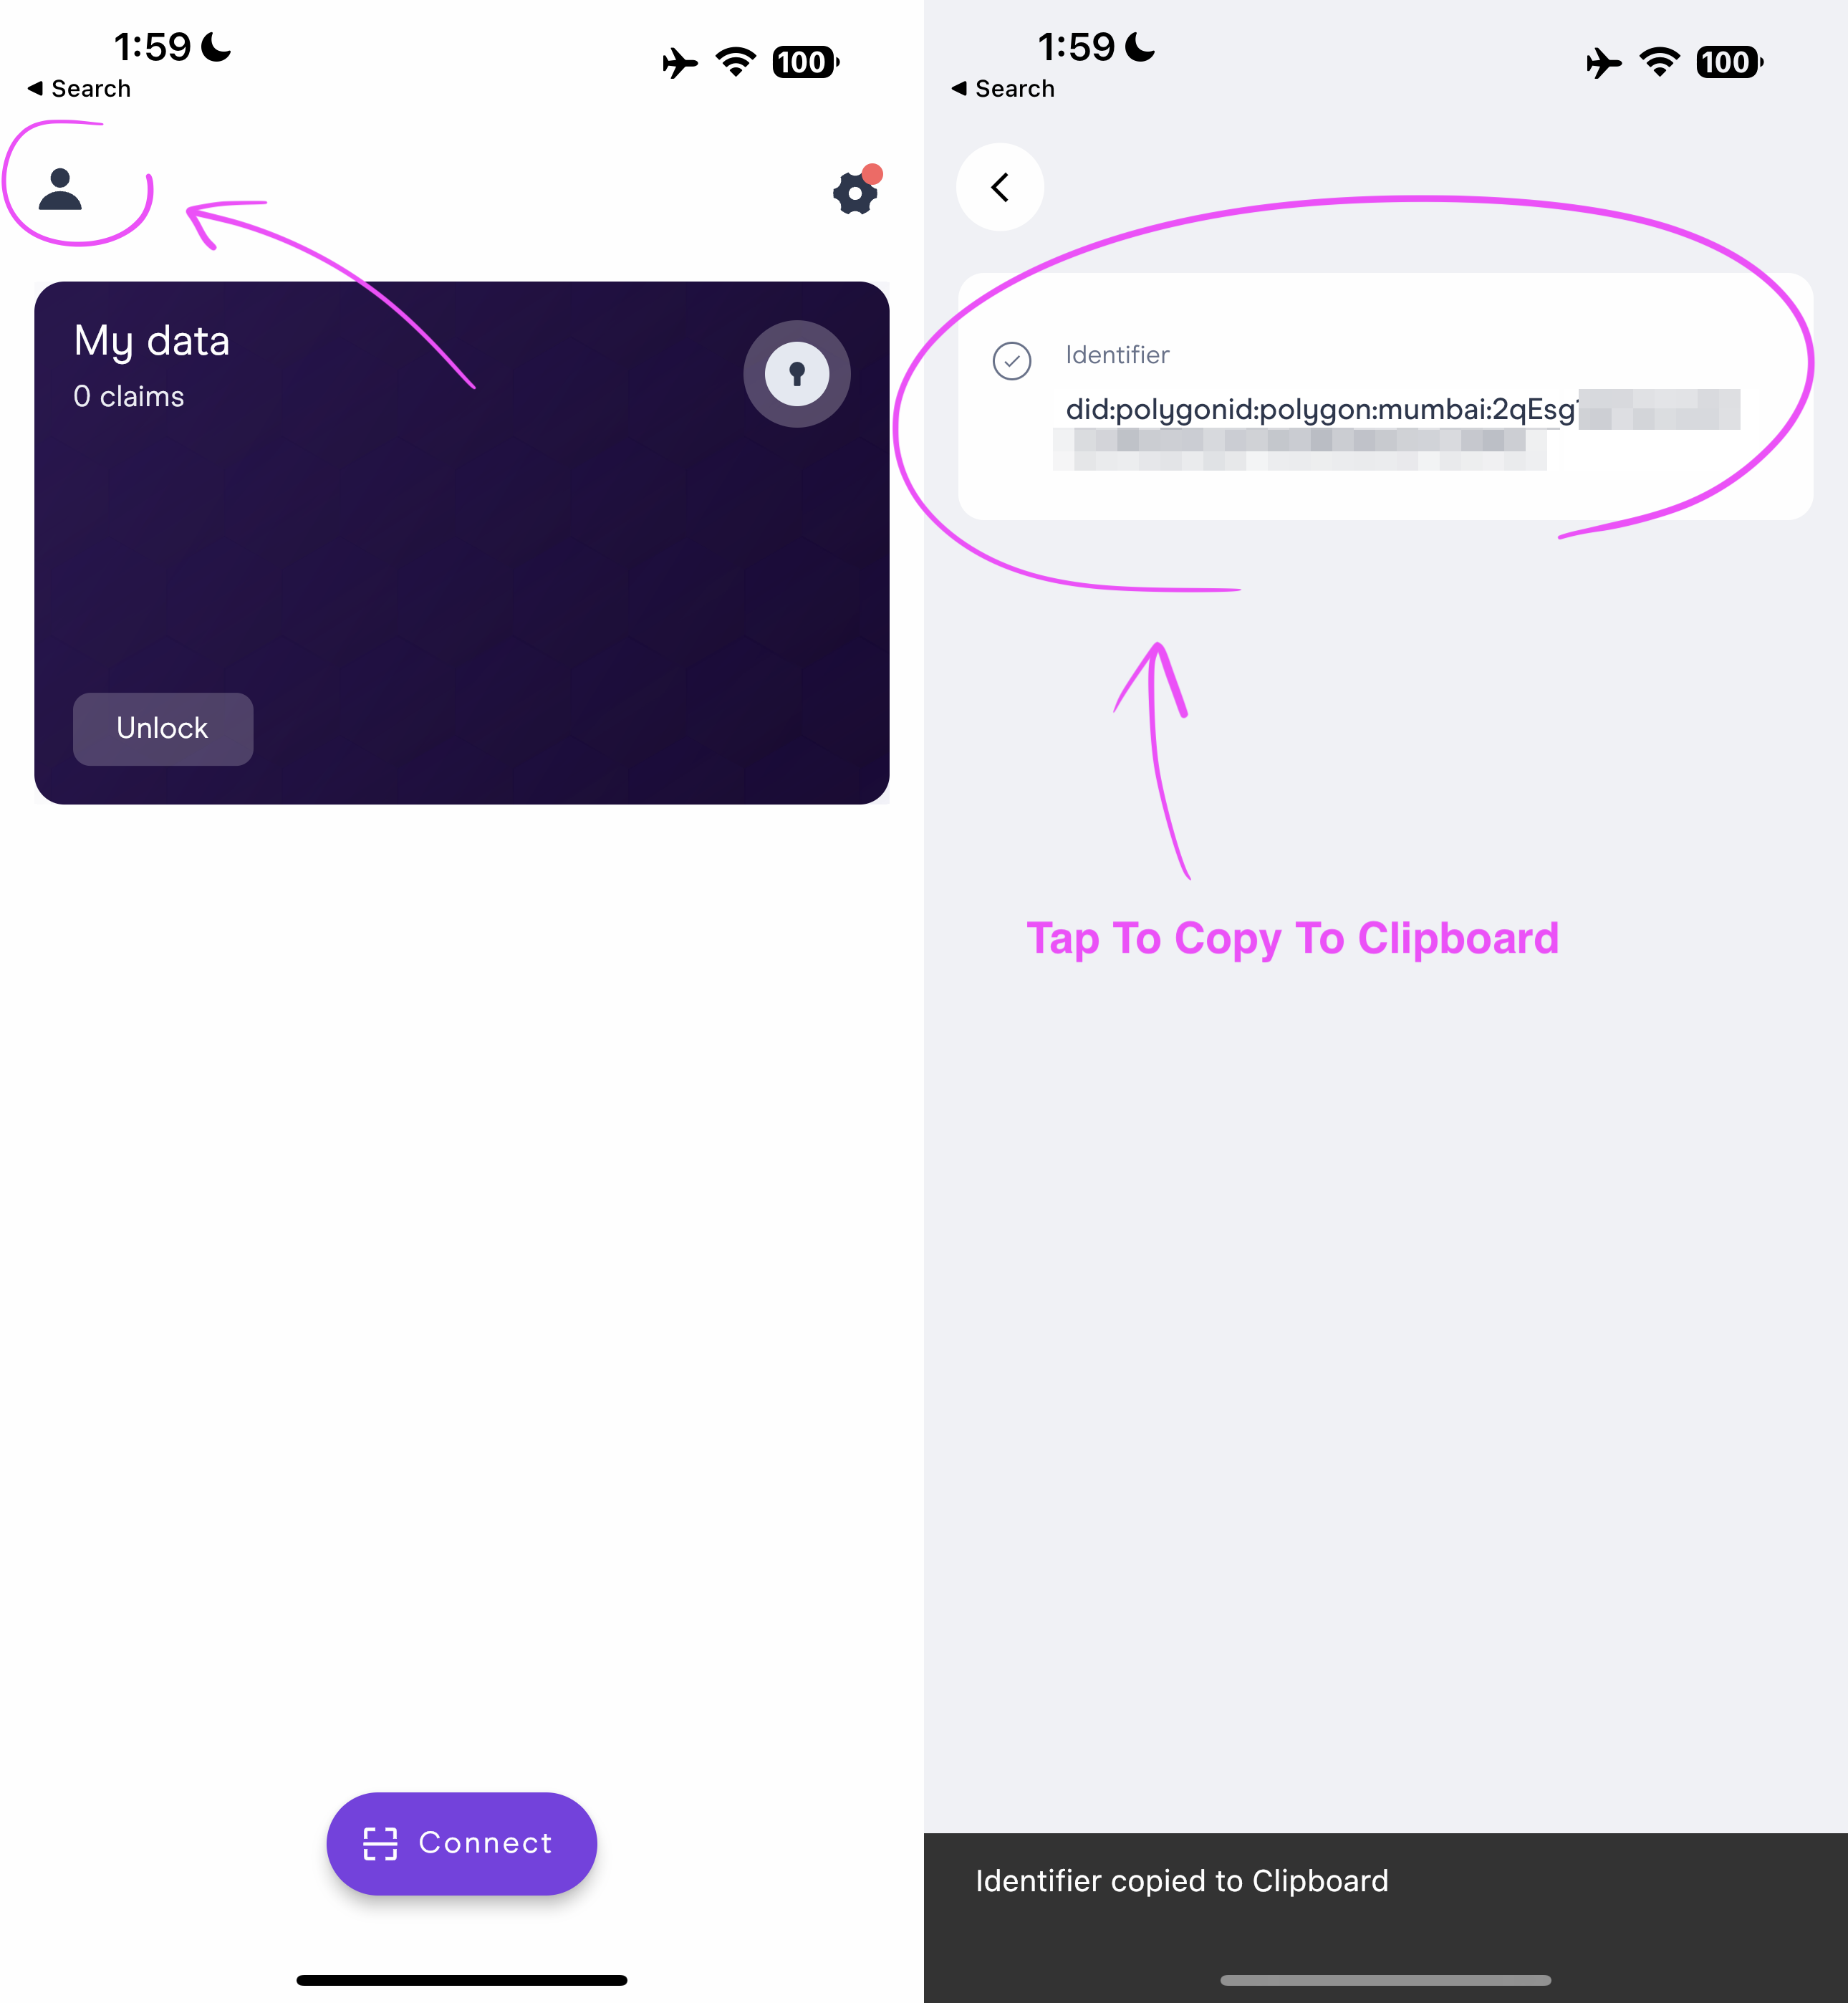 1:59
100
Search
My data
0 claims
Unlock
Connect
1:59
100
Search
Identifier
did:polygonid:polygon:mumbai:2qEsg
Tap To Copy To Clipboard
Identifier copied to Clipboard